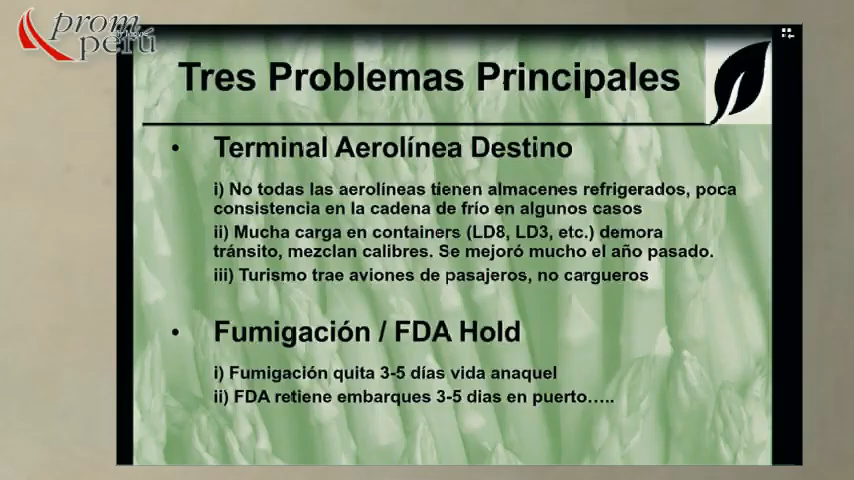 prom
perú
Tres Problemas Principales
• Terminal Aerolínea Destino
i) No todas las aerolíneas tienen almacenes refrigerados, poca
consistencia en la cadena de frío en algunos casos
ii) Mucha carga en containers (LD8, LD3, etc.) demora
tránsito, mezclan calibres. Se mejoró mucho el año pasado.
iii) Turismo trae aviones de pasajeros, no cargueros
• Fumigación / FDA Hold
i) Fumigación quita 3-5 días vida anaquel
ii) FDA retiene embarques 3-5 dias en puerto…..